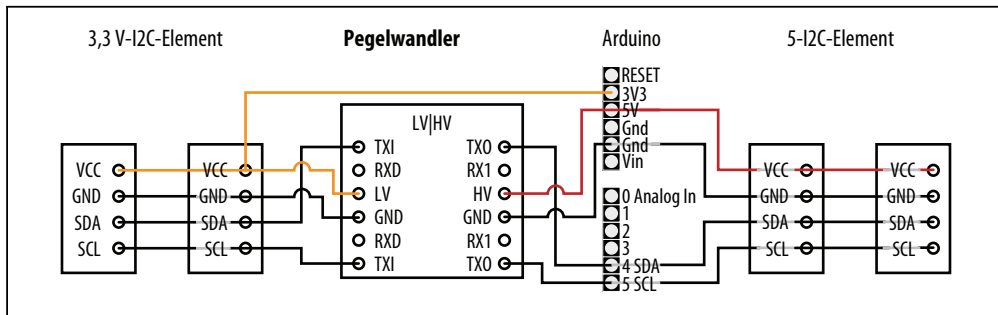 3,3 V-I2C-Element
Pegelwandler
Arduino
5-I2C-Element
VCC
GND
SDA
SCL
VCC
GND
SDA
SCL
LV|HV
TXI
RXD
LV
GND
RXD
TXI
TX0
RX1
HV
GND
RX1
TX0
RESET
3V3
5V
Gnd
Gnd
Vin
0 Analog In
1
2
3
4 SDA
5 SCL
VCC
GND
SDA
SCL
VCC
GND
SDA
SCL